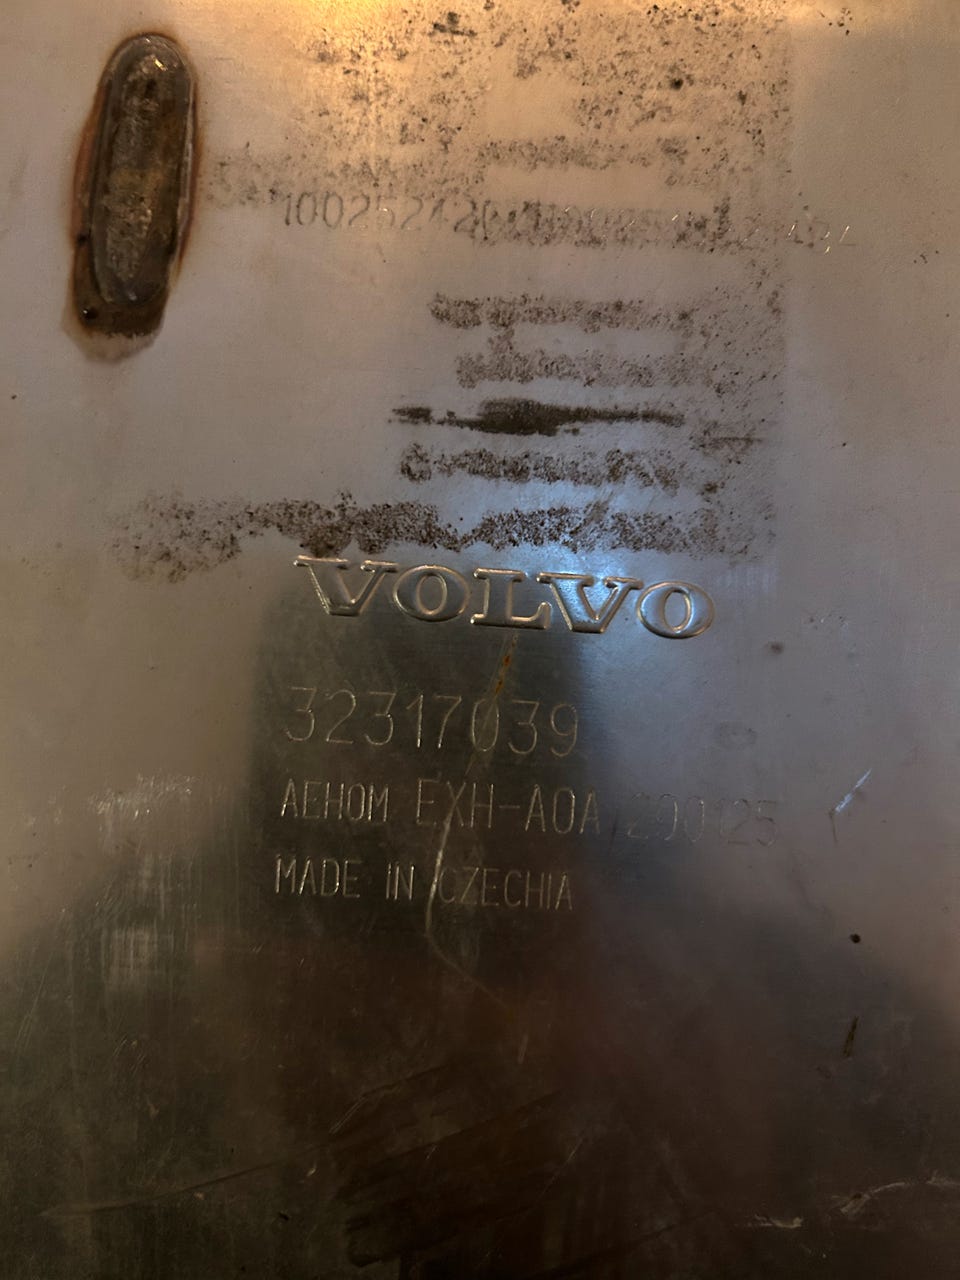 VOLVO
32317039
AEHOM EXH-A0A 290125
MADE IN CZECHIA